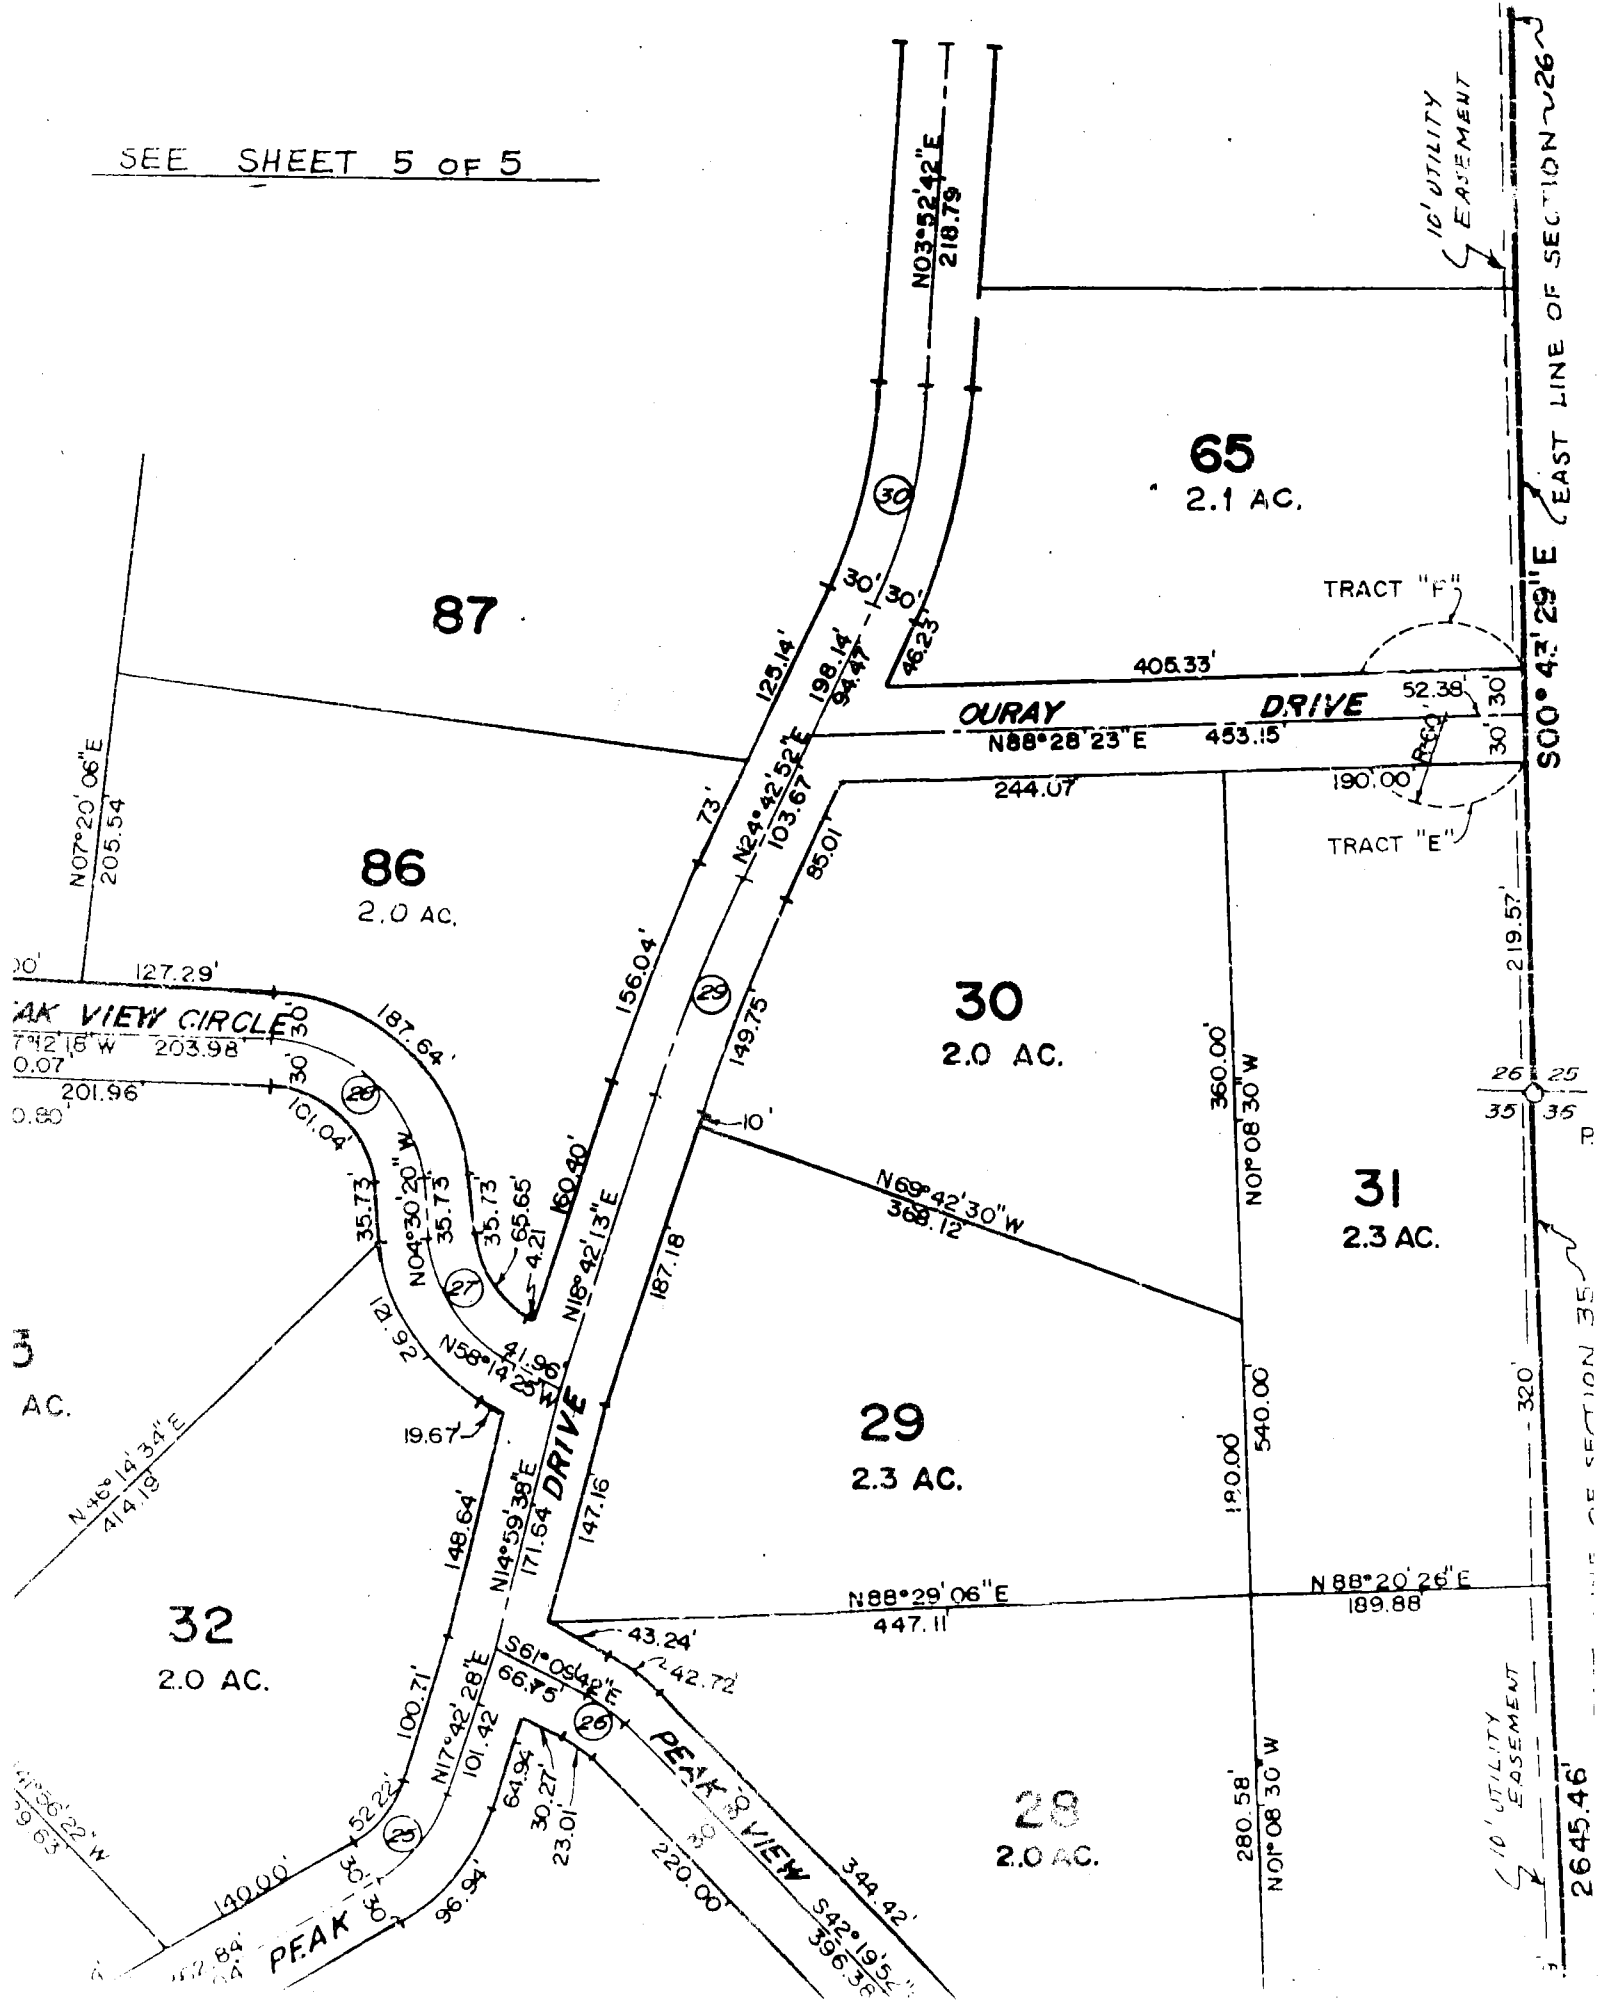 SEE SHEET 5 OF 5
N03°52'42"E
218.79
10' UTILITY
EASEMENT
EAST LINE OF SECTION 26
S00°43'29"E
65
2.1 AC.
30
30' 30'
46.23'
TRACT "F"
405.33'
52.38'
30'
30'
OURAY DRIVE
N88°28'23"E 453.15'
R=60'
244.07'
190.00'
TRACT "E"
87
125.14'
198.14'
94.47'
N24°42'52"E
103.67'
73'
85.01'
N07°20'06"E
205.54'
86
2.0 AC.
127.29'
VIEW CIRCLE
203.98'
201.96'
30'
30'
187.64'
101.04'
156.04'
29
149.75'
10'
30
2.0 AC.
360.00'
N01°08'30"W
219.57'
26 25
35 36
31
2.3 AC.
N69°42'30"W
368.12'
35.73'
N04°30'20"W
35.73'
35.73'
65.65'
4.21
160.40'
N18°42'13"E
187.18'
27
121.92'
N58°14'25"W
41.96'
19.67'
N46°14'34"E
414.19'
AC.
29
2.3 AC.
180.00'
540.00'
320'
148.64'
N14°59'38"E
171.64'
DRIVE
147.16'
N88°29'06"E
447.11'
N88°20'26"E
189.88'
32
2.0 AC.
43.24'
42.72'
66.75'
26
100.71'
N17°42'28"E
101.42'
64.94'
30.27'
23.01'
52.22'
25
30'
30'
140.00'
96.94'
PEAK
PEAK VIEW
30
220.00'
344.42'
396.38'
28
2.0 AC.
280.58'
N01°08'30"W
10' UTILITY
EASEMENT
OF SECTION 35
2645.46'